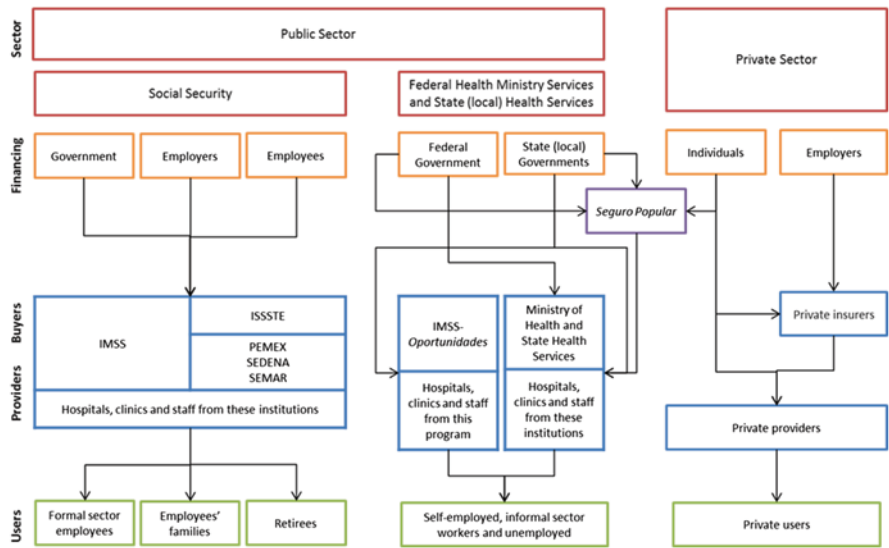 Sector
Public Sector
Private Sector
Social Security
Federal Health Ministry Services
and State (local) Health Services
Financing
Government
Employers
Employees
Federal
Government
State (local)
Governments
Individuals
Employers
Seguro Popular
Buyers
IMSS
ISSSTE
PEMEX
SEDENA
SEMAR
IMSS-
Oportunidades
Ministry of
Health and
State Health
Services
Private insurers
Providers
Hospitals, clinics and staff from these institutions
Hospitals,
clinics and staff
from this
program
Hospitals,
clinics and staff
from these
institutions
Private providers
Users
Formal sector
employees
Employees'
families
Retirees
Self-employed, informal sector
workers and unemployed
Private users